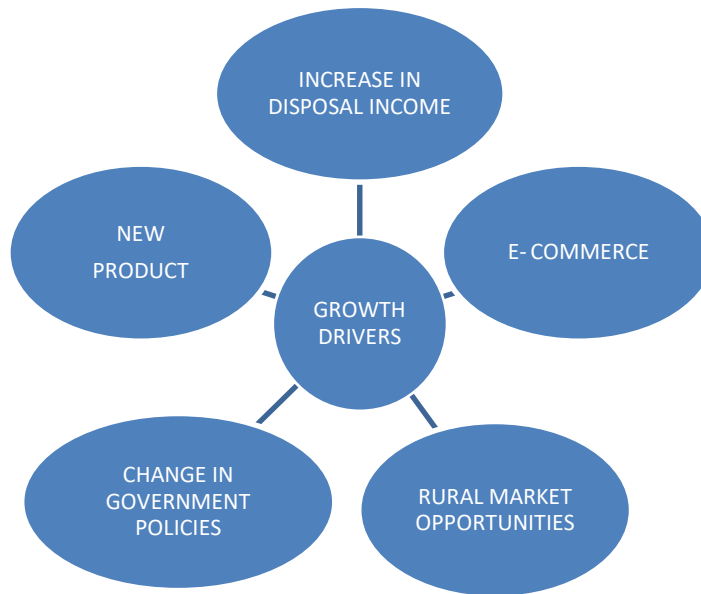 INCREASE IN
DISPOSAL INCOME
NEW
PRODUCT
E- COMMERCE
GROWTH
DRIVERS
CHANGE IN
GOVERNMENT
POLICIES
RURAL MARKET
OPPORTUNITIES